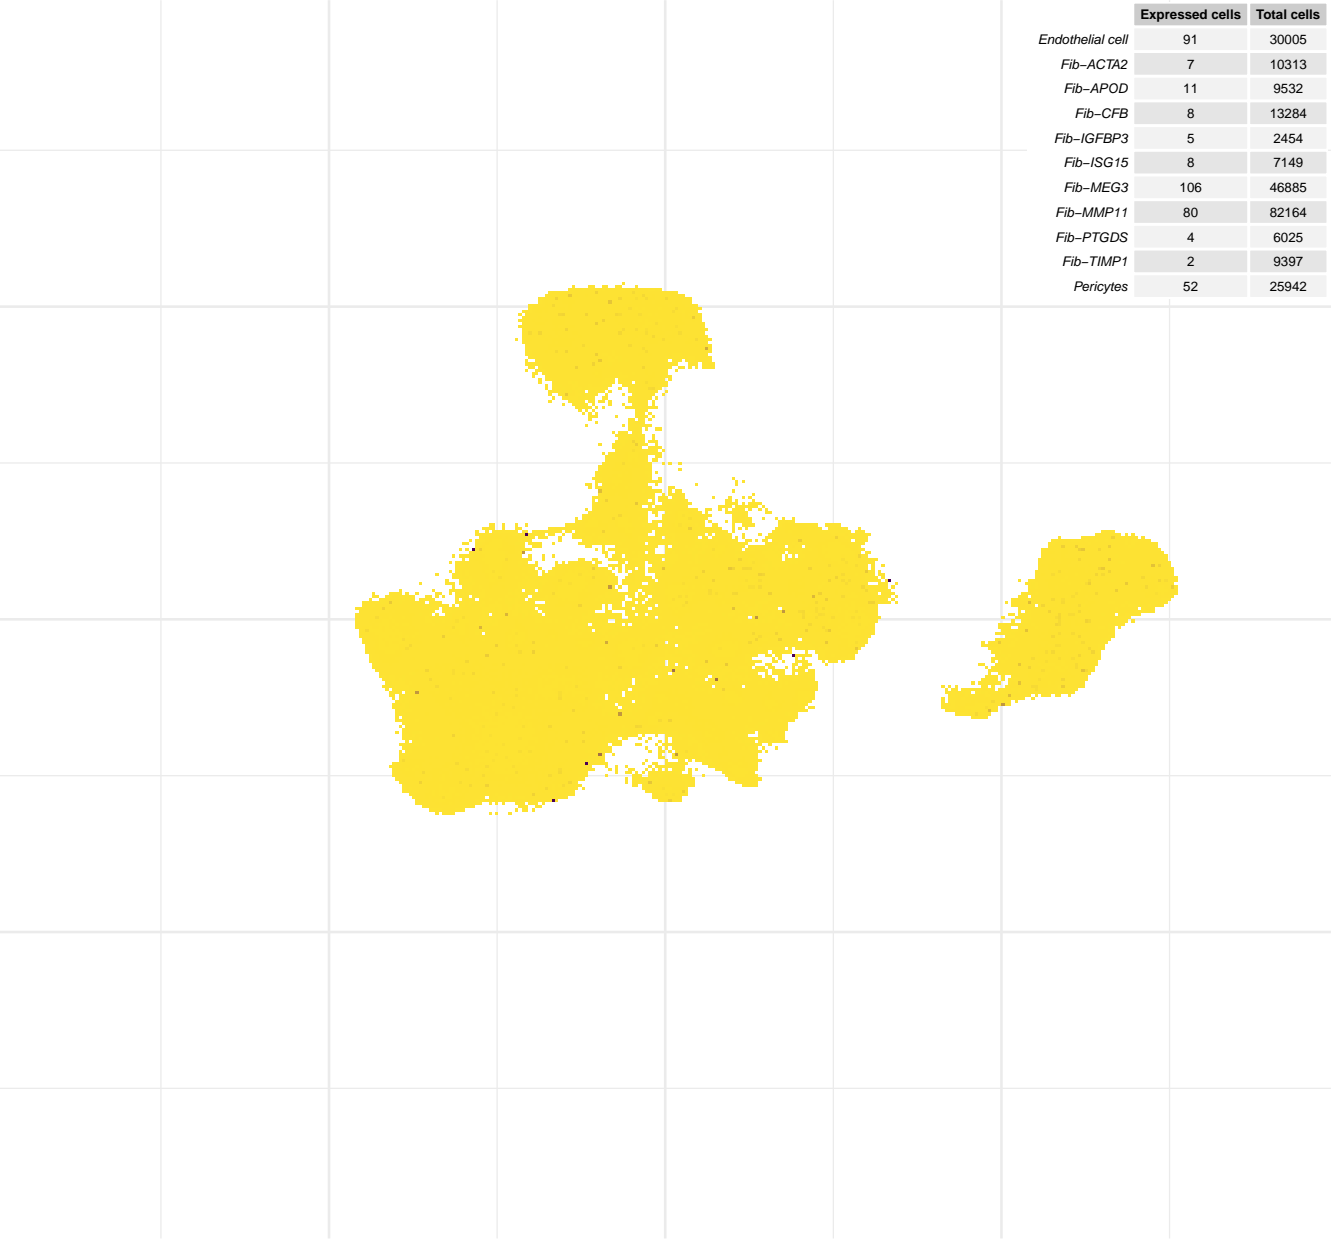 Expressed cells Total cells
Endothelial cell 91 30005
Fib−ACTA2 7 10313
Fib−APOD 11 9532
Fib−CFB 8 13284
Fib−IGFBP3 5 2454
Fib−ISG15 8 7149
Fib−MEG3 106 46885
Fib−MMP11 80 82164
Fib−PTGDS 4 6025
Fib−TIMP1 2 9397
Pericytes 52 25942